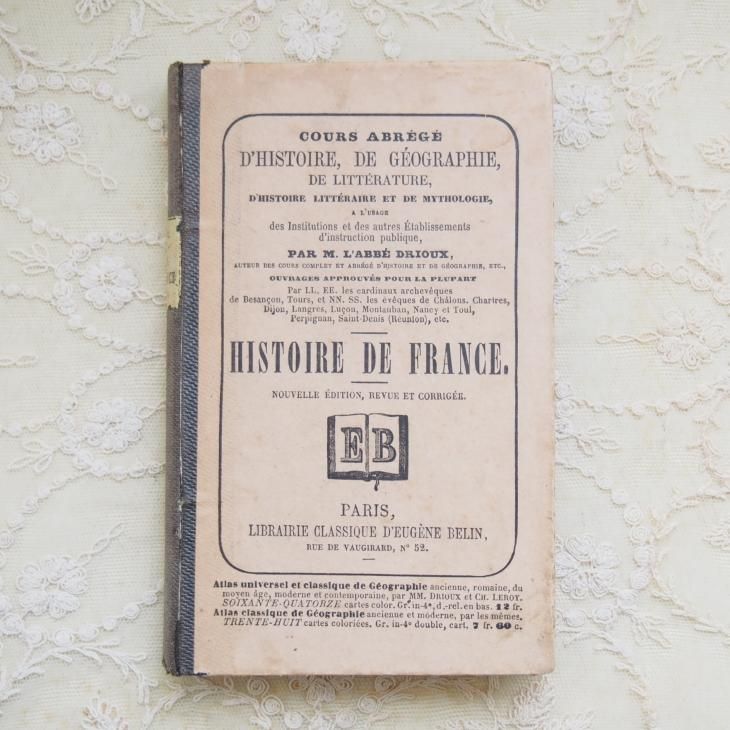 COURS ABRÉGÉ
D'HISTOIRE, DE GÉOGRAPHIE,
DE LITTÉRATURE,
D'HISTOIRE LITTÉRAIRE ET DE MYTHOLOGIE,
A L'USAGE
des Institutions et des autres Établissements
d'instruction publique,
PAR M. L'ABBÉ DRIOUX,
AUTEUR DES COURS COMPLET ET ABRÉGÉ D'HISTOIRE ET DE GÉOGRAPHIE, ETC.,
OUVRAGES APPROUVÉS POUR LA PLUPART
Par LL. EE. les cardinaux archevêques
de Besançon, Tours, et NN. SS. les évêques de Châlons, Chartres,
Dijon, Langres, Luçon, Montauban, Nancy et Toul,
Perpignan, Saint-Denis (Réunion), etc.
HISTOIRE DE FRANCE.
NOUVELLE ÉDITION, REVUE ET CORRIGÉE.
EB
PARIS,
LIBRAIRIE CLASSIQUE D'EUGÈNE BELIN,
RUE DE VAUGIRARD, N° 52.
Atlas universel et classique de Géographie ancienne, romaine, du
moyen âge, moderne et contemporaine, par MM. DRIOUX et CH. LEROY.
SOIXANTE-QUATORZE cartes color. Gr. in-4°, d.-rel. en bas. 12 fr.
Atlas classique de Géographie ancienne et moderne, par les mêmes.
TRENTE-HUIT cartes coloriées. Gr. in-4° double, cart. 7 fr. 60 c.